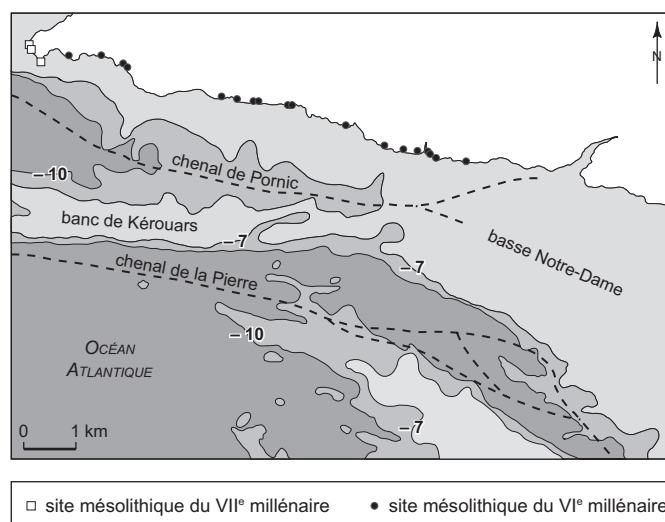 N
chenal de Pornic
– 10
banc de Kérouars
– 7
basse Notre-Dame
– 7
chenal de la Pierre
– 10
OCÉAN
ATLANTIQUE
– 7
0 1 km
site mésolithique du VIIe millénaire
site mésolithique du VIe millénaire